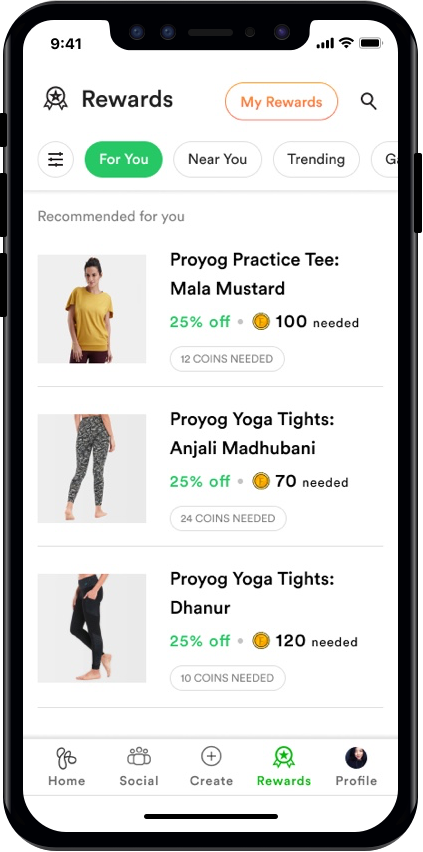 9:41
Rewards
My Rewards
For You
Near You
Trending
Recommended for you
Proyog Practice Tee:
Mala Mustard
25% off • 100 needed
12 COINS NEEDED
Proyog Yoga Tights:
Anjali Madhubani
25% off • 70 needed
24 COINS NEEDED
Proyog Yoga Tights:
Dhanur
25% off • 120 needed
10 COINS NEEDED
Home
Social
Create
Rewards
Profile